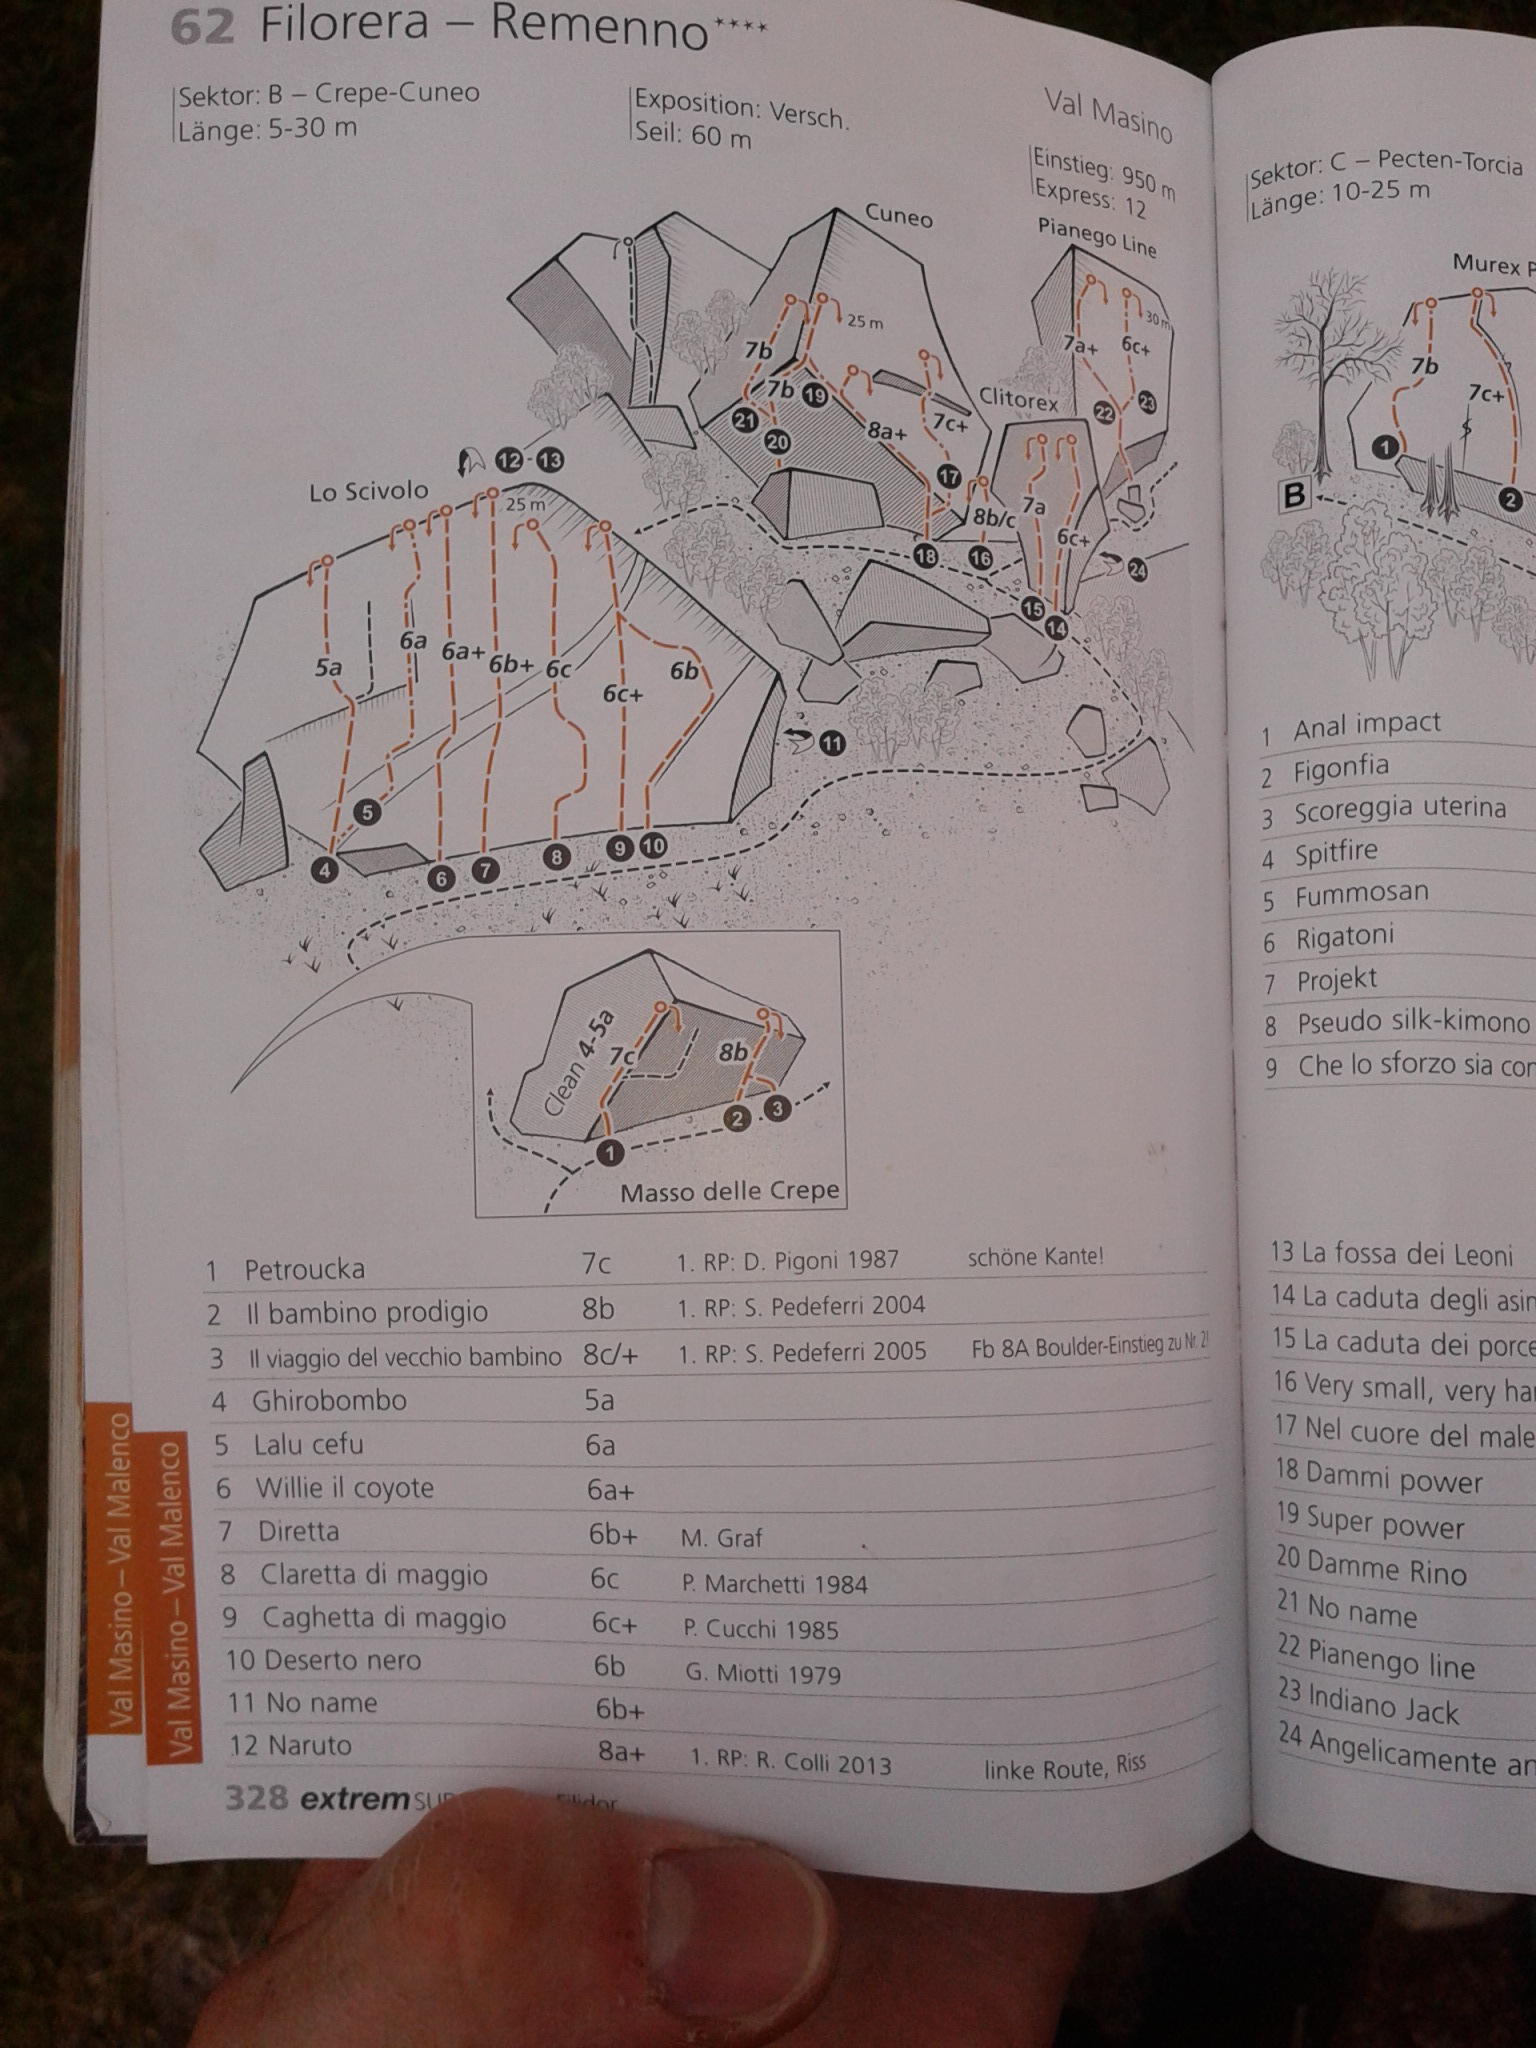 62 Filorera – Remenno****
Sektor: B – Crepe-Cuneo
Länge: 5-30 m
Exposition: Versch.
Seil: 60 m
Val Masino
Einstieg: 950 m
Express: 12
Cuneo
Pianego Line
25 m
30 m
7b
7b
19
21
20
8a+
7c+
17
7a+
6c+
22
23
Clitorex
12 - 13
Lo Scivolo
25 m
8b/c
7a
6c+
18
16
24
15
14
5a
6a
6a+
6b+
6c
6c+
6b
11
5
4
6
7
8
9
10
Clean 4-5a
7c
8b
1
2
3
Masso delle Crepe
1 Petroucka 7c 1. RP: D. Pigoni 1987 schöne Kante!
2 Il bambino prodigio 8b 1. RP: S. Pedeferri 2004
3 Il viaggio del vecchio bambino 8c/+ 1. RP: S. Pedeferri 2005 Fb 8A Boulder-Einstieg zu Nr. 2!
4 Ghirobombo 5a
5 Lalu cefu 6a
6 Willie il coyote 6a+
7 Diretta 6b+ M. Graf
8 Claretta di maggio 6c P. Marchetti 1984
9 Caghetta di maggio 6c+ P. Cucchi 1985
10 Deserto nero 6b G. Miotti 1979
11 No name 6b+
12 Naruto 8a+ 1. RP: R. Colli 2013 linke Route, Riss
328 extrem
Val Masino – Val Malenco
Val Masino – Val Malenco
Sektor: C – Pecten-Torcia
Länge: 10-25 m
Murex
7b
7c+
1
B
2
1 Anal impact
2 Figonfia
3 Scoreggia uterina
4 Spitfire
5 Fummosan
6 Rigatoni
7 Projekt
8 Pseudo silk-kimono
9 Che lo sforzo sia
13 La fossa dei Leoni
14 La caduta degli
15 La caduta dei
16 Very small, very
17 Nel cuore del
18 Dammi power
19 Super power
20 Damme Rino
21 No name
22 Pianengo line
23 Indiano Jack
24 Angelicamente